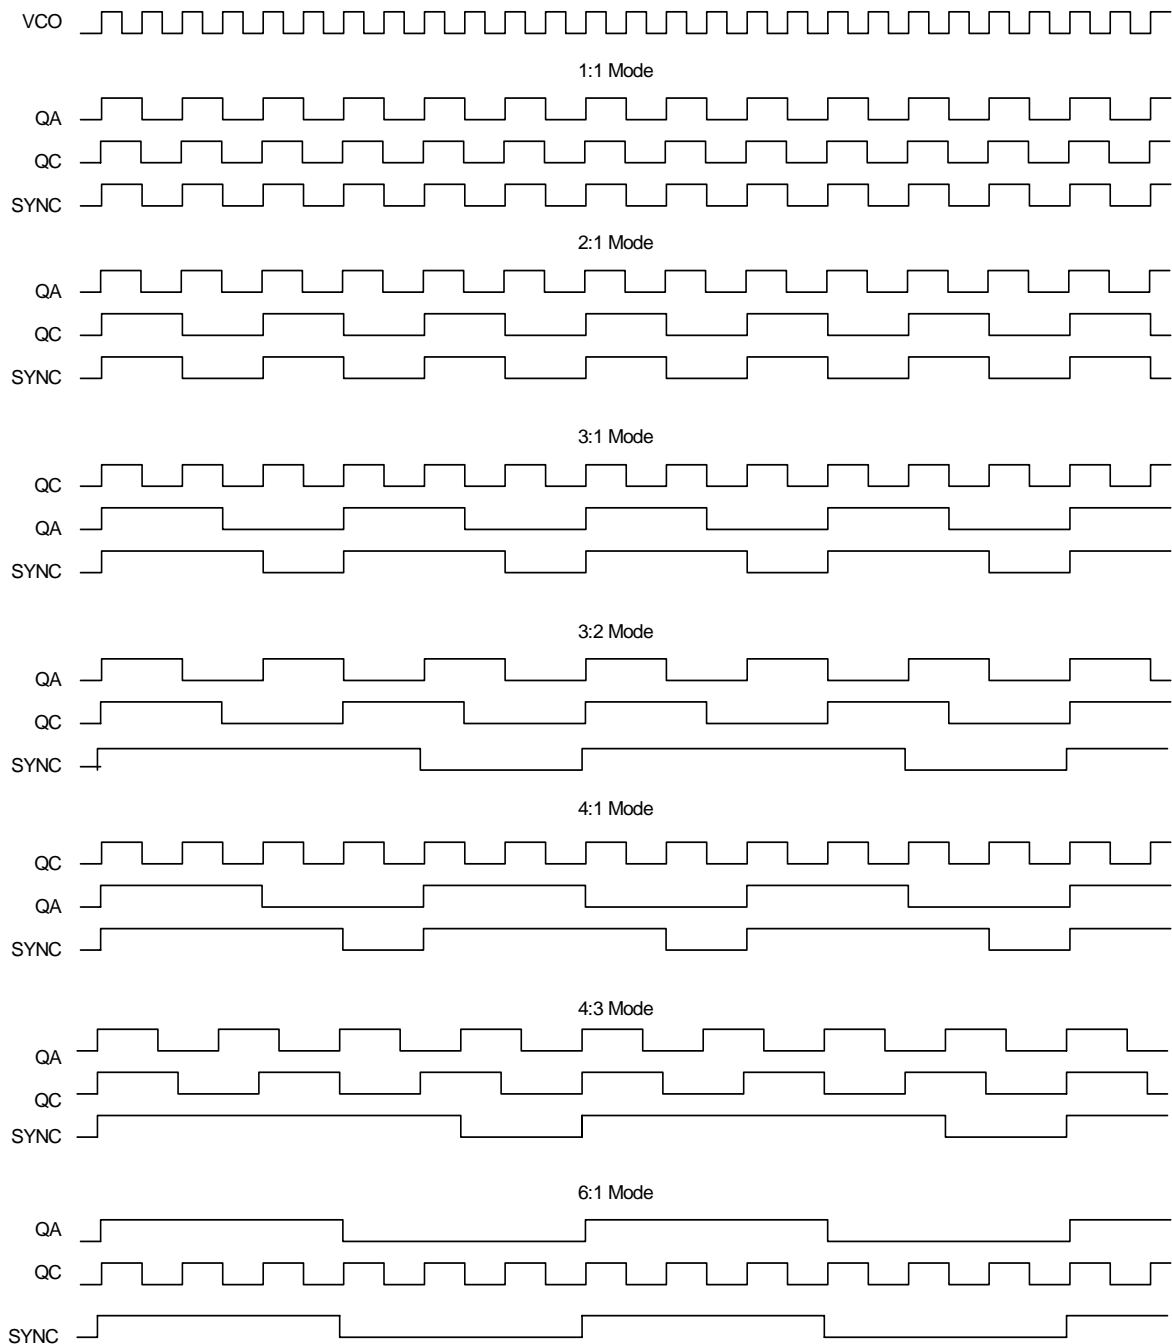 VCO
1:1 Mode
QA
QC
SYNC
2:1 Mode
QA
QC
SYNC
3:1 Mode
QC
QA
SYNC
3:2 Mode
QA
QC
SYNC
4:1 Mode
QC
QA
SYNC
4:3 Mode
QA
QC
SYNC
6:1 Mode
QA
QC
SYNC